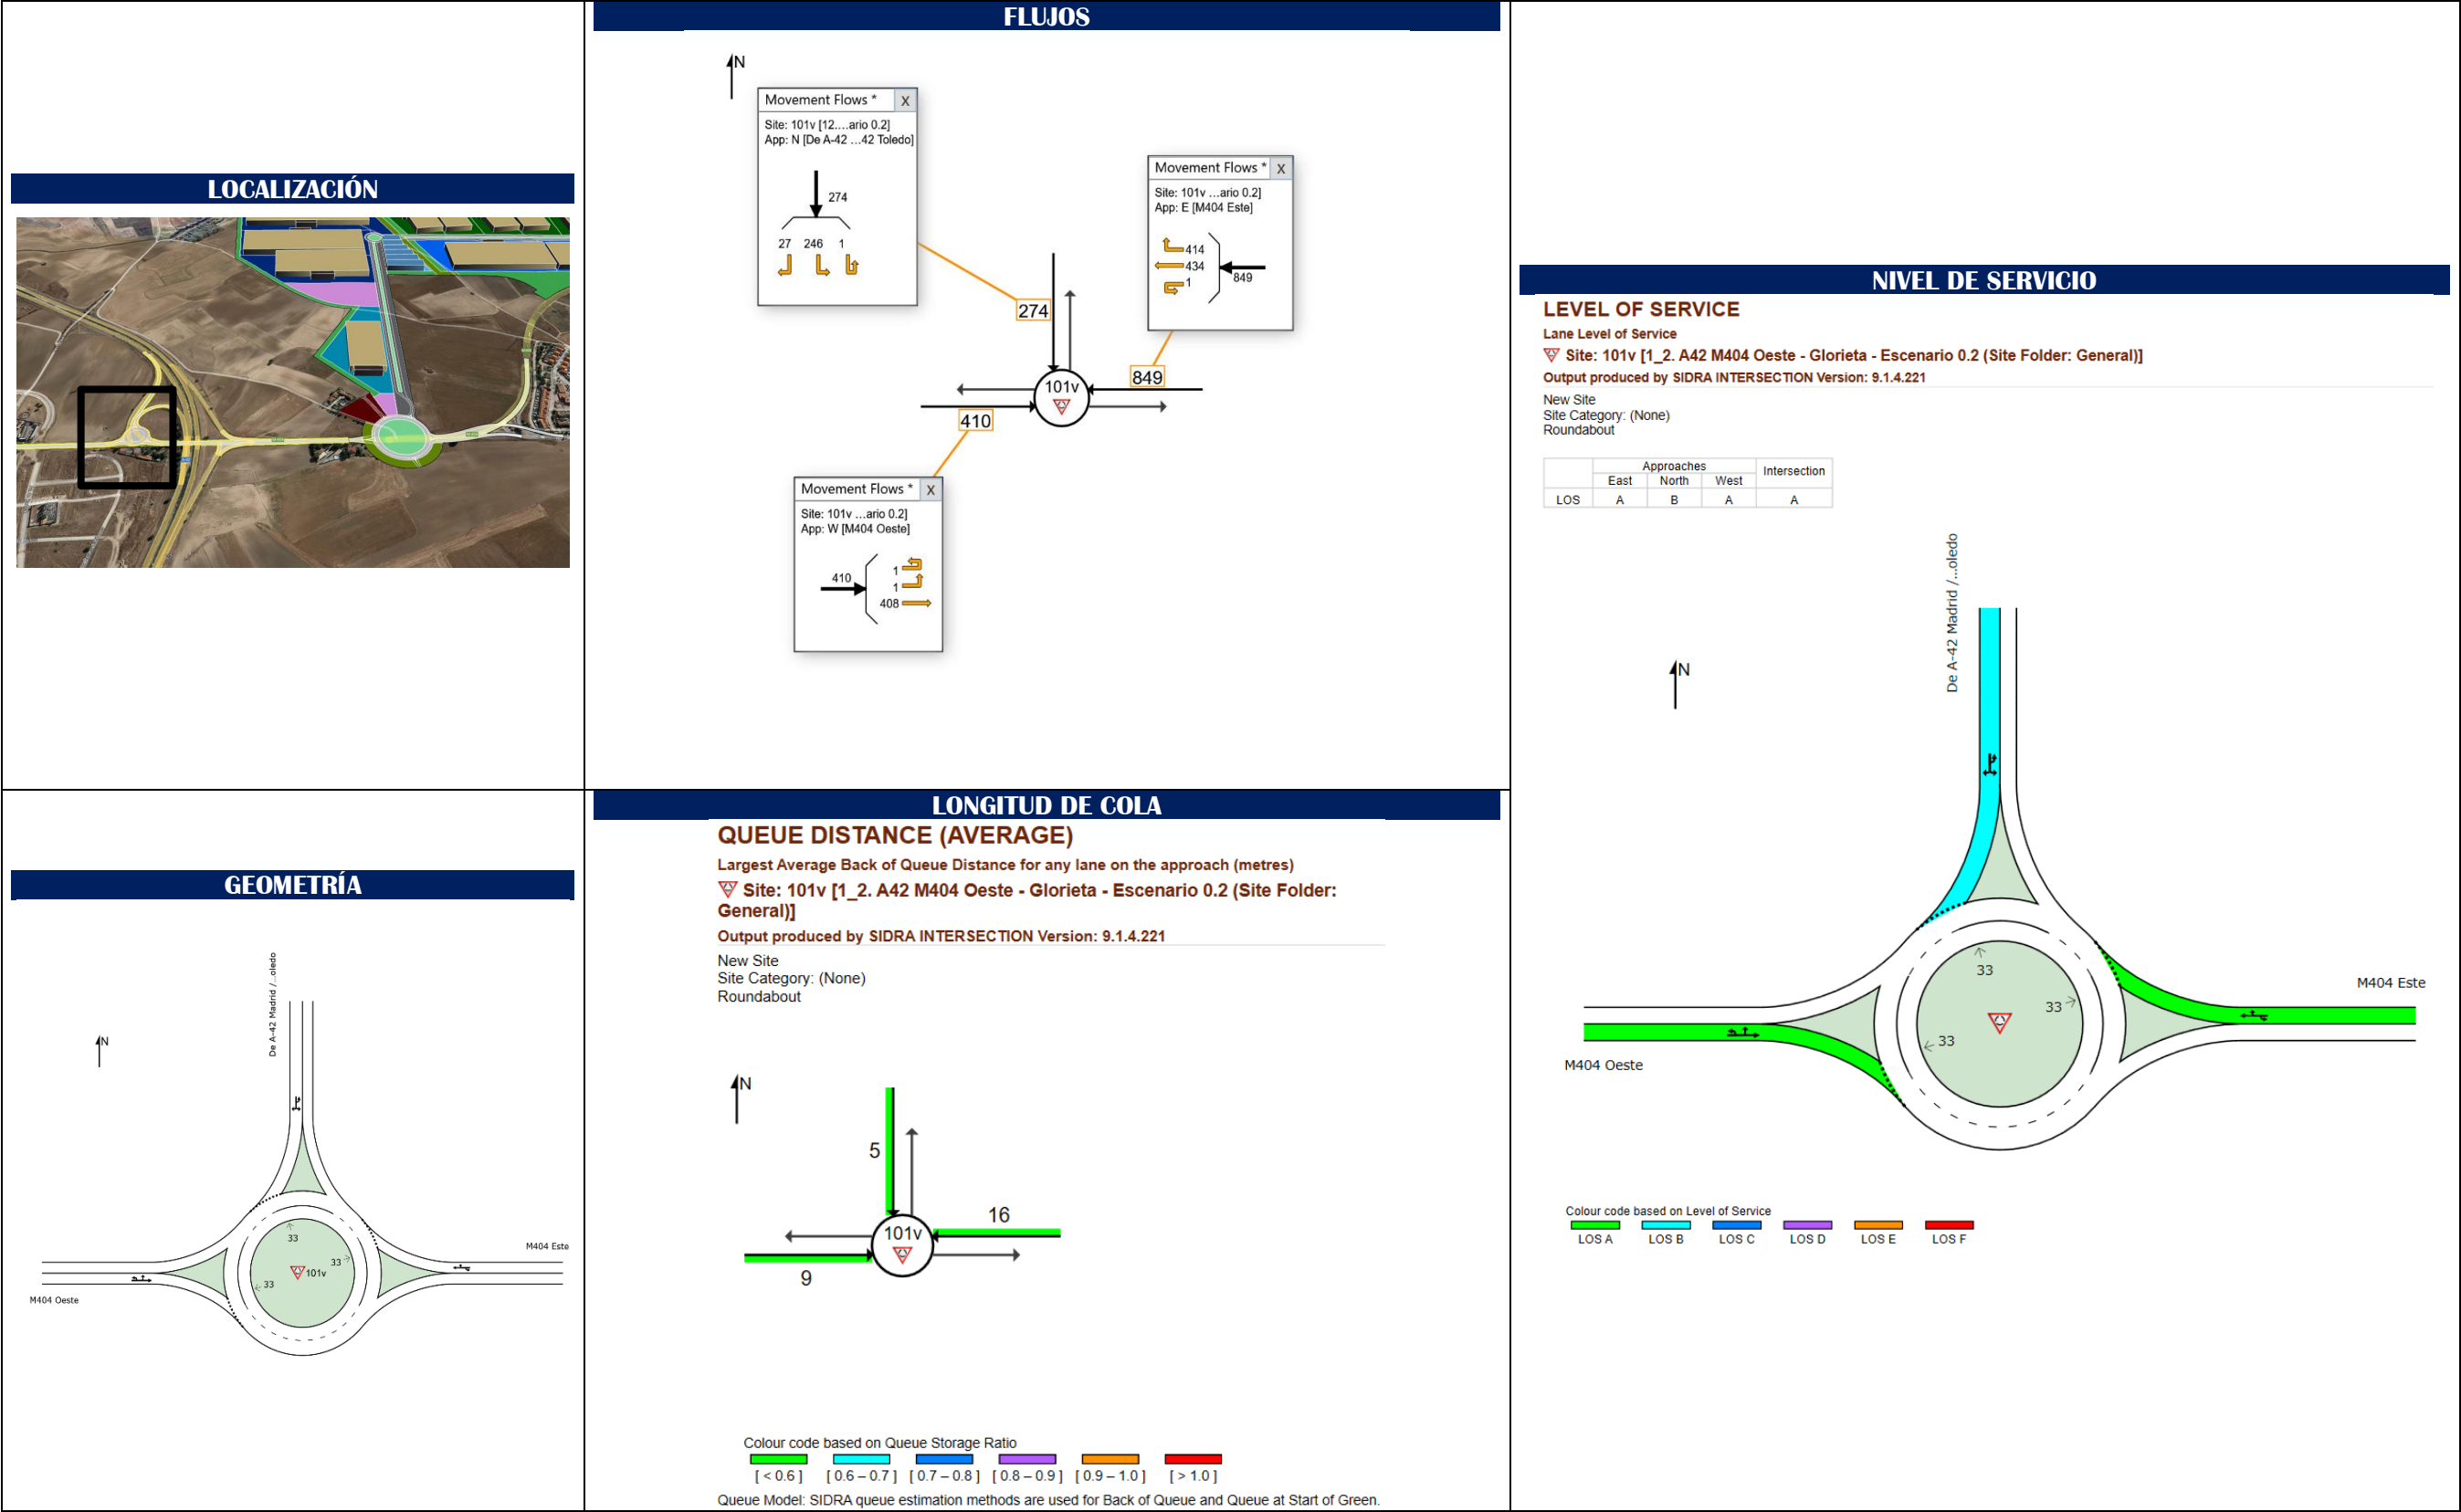 LOCALIZACIÓN
FLUJOS
N
Movement Flows * X
Site: 101v [12....ario 0.2]
App: N [De A-42 ...42 Toledo]
274
27 246 1
Movement Flows * X
Site: 101v ...ario 0.2]
App: E [M404 Este]
414
434
1
849
274
849
101v
410
Movement Flows * X
Site: 101v ...ario 0.2]
App: W [M404 Oeste]
410
1
1
408
NIVEL DE SERVICIO
LEVEL OF SERVICE
Lane Level of Service
Site: 101v [1_2. A42 M404 Oeste - Glorieta - Escenario 0.2 (Site Folder: General)]
Output produced by SIDRA INTERSECTION Version: 9.1.4.221
New Site
Site Category: (None)
Roundabout
Approaches Intersection
East North West
LOS A B A A
De A-42 Madrid /...oledo
N
33
33
33
M404 Este
M404 Oeste
Colour code based on Level of Service
LOS A LOS B LOS C LOS D LOS E LOS F
GEOMETRÍA
De A-42 Madrid /...oledo
N
33
33
33
101v
M404 Este
M404 Oeste
LONGITUD DE COLA
QUEUE DISTANCE (AVERAGE)
Largest Average Back of Queue Distance for any lane on the approach (metres)
Site: 101v [1_2. A42 M404 Oeste - Glorieta - Escenario 0.2 (Site Folder:
General)]
Output produced by SIDRA INTERSECTION Version: 9.1.4.221
New Site
Site Category: (None)
Roundabout
N
5
16
101v
9
Colour code based on Queue Storage Ratio
[ < 0.6 ] [ 0.6 – 0.7 ] [ 0.7 – 0.8 ] [ 0.8 – 0.9 ] [ 0.9 – 1.0 ] [ > 1.0 ]
Queue Model: SIDRA queue estimation methods are used for Back of Queue and Queue at Start of Green.